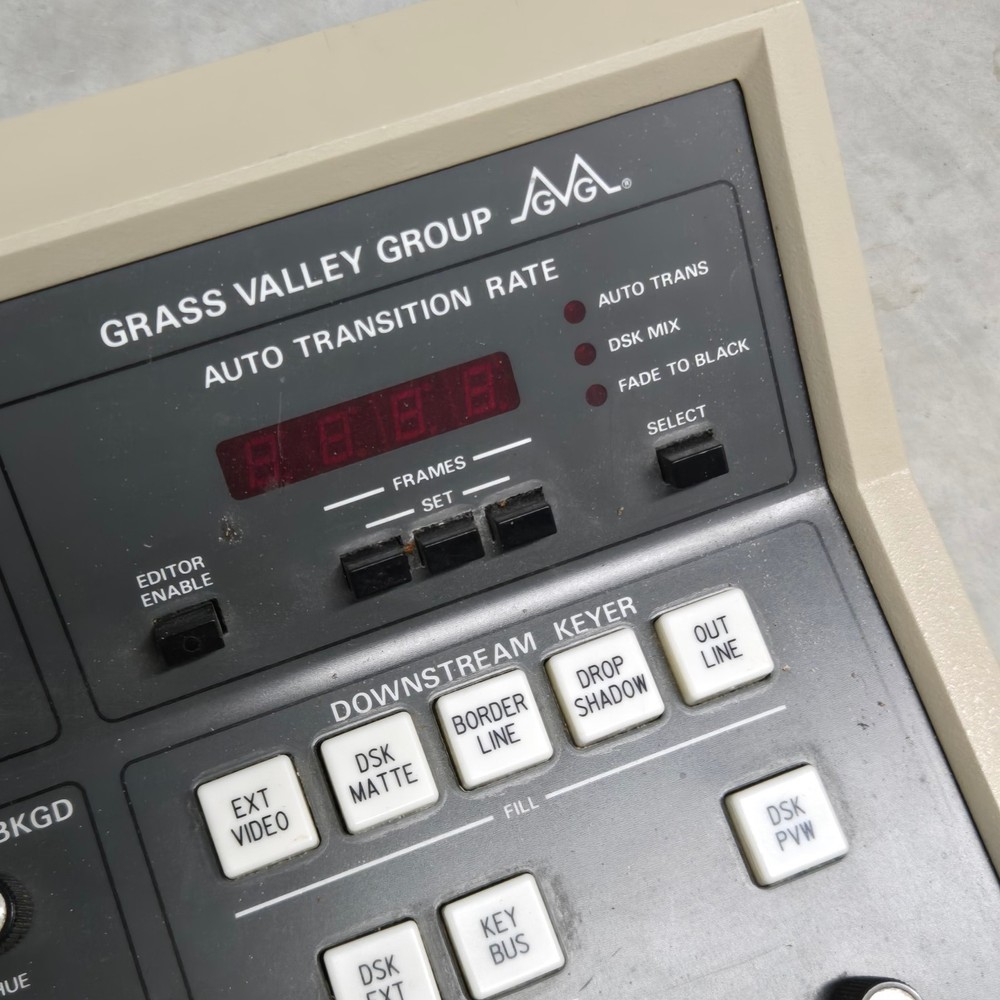 GRASS VALLEY GROUP GVG®
AUTO TRANSITION RATE
AUTO TRANS
DSK MIX
FADE TO BLACK
SELECT
FRAMES
SET
EDITOR
ENABLE
DOWNSTREAM KEYER
EXT
VIDEO
DSK
MATTE
BORDER
LINE
DROP
SHADOW
OUT
LINE
FILL
DSK
PVW
BKGD
HUE
KEY
BUS
DSK
EXT